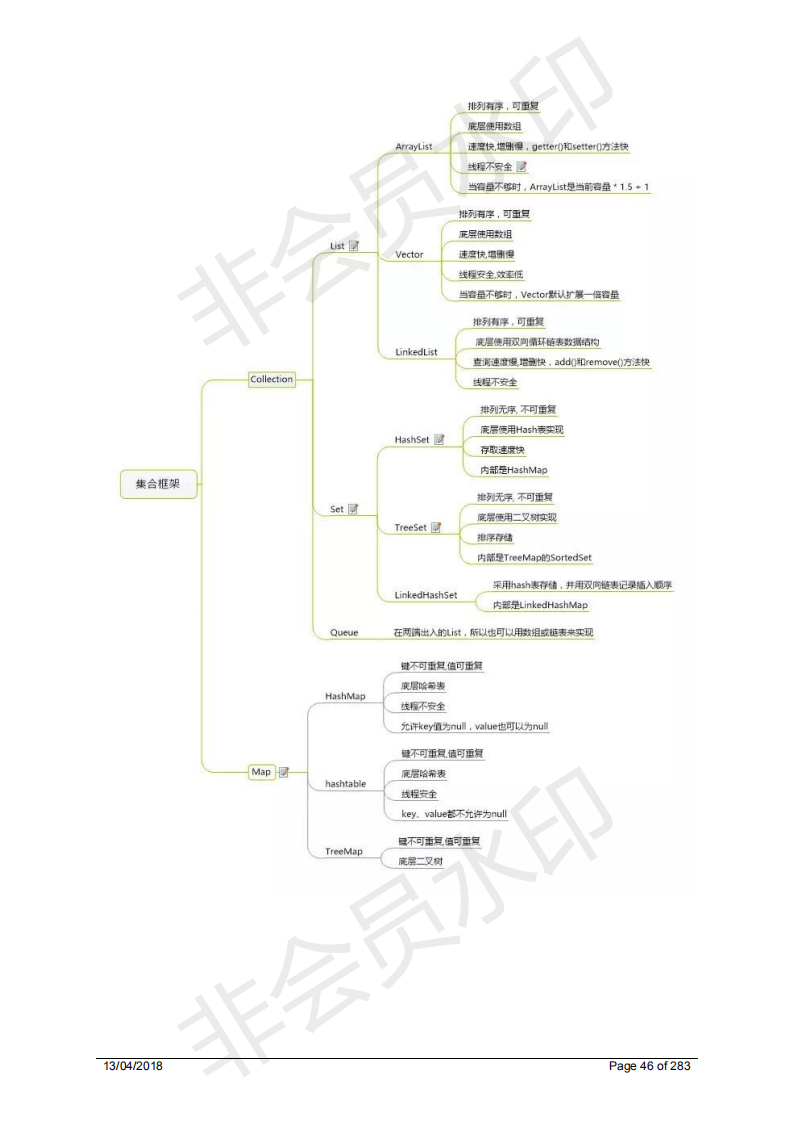 排列有序，可重复
底层使用数组
ArrayList
速度快,增删慢，getter()和setter()方法快
线程不安全
当容量不够时，ArrayList是当前容量 * 1.5 + 1
排列有序，可重复
底层使用数组
List
Vector
速度快,增删慢
线程安全,效率低
当容量不够时，Vector默认扩展一倍容量
排列有序，可重复
底层使用双向循环链表数据结构
LinkedList
查询速度慢,增删快，add()和remove()方法快
线程不安全
Collection
排列无序, 不可重复
底层使用Hash表实现
HashSet
存取速度快
内部是HashMap
集合框架
Set
排列无序, 不可重复
底层使用二叉树实现
TreeSet
排序存储
内部是TreeMap的SortedSet
采用hash表存储，并用双向链表记录插入顺序
LinkedHashSet
内部是LinkedHashMap
Queue
在两端出入的List，所以也可以用数组或链表来实现
键不可重复,值可重复
底层哈希表
HashMap
线程不安全
允许key值为null，value也可以为null
Map
键不可重复,值可重复
底层哈希表
hashtable
线程安全
key、value都不允许为null
键不可重复,值可重复
TreeMap
底层二叉树
非会员水印
非会员水印
13/04/2018
Page 46 of 283